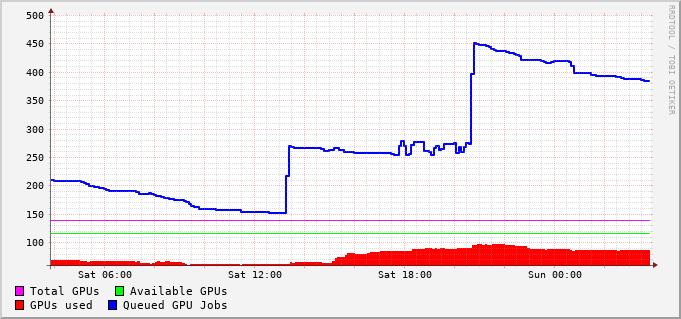 500
450
400
350
300
250
200
150
100
Sat 06:00 Sat 12:00 Sat 18:00 Sun 00:00
Total GPUs Available GPUs
GPUs used Queued GPU Jobs
RRDTOOL / TOBI OETIKER